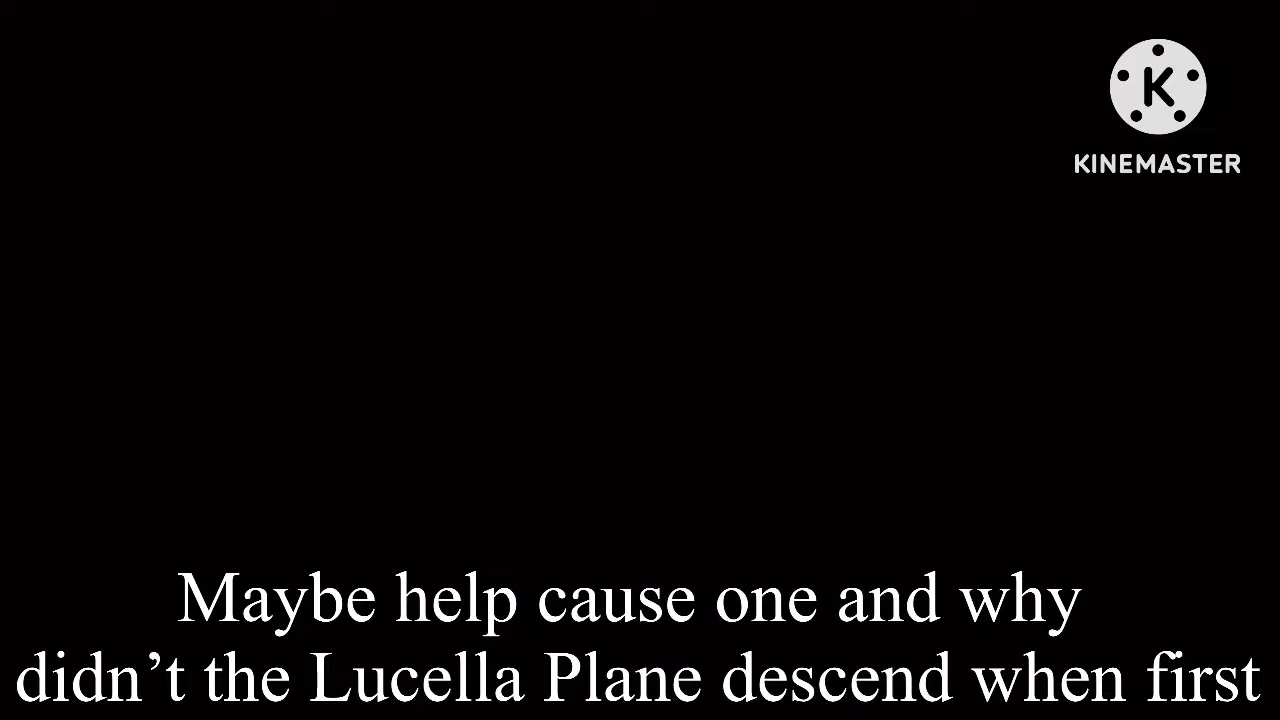 K
KINEMASTER
Maybe help cause one and why
didn’t the Lucella Plane descend when first